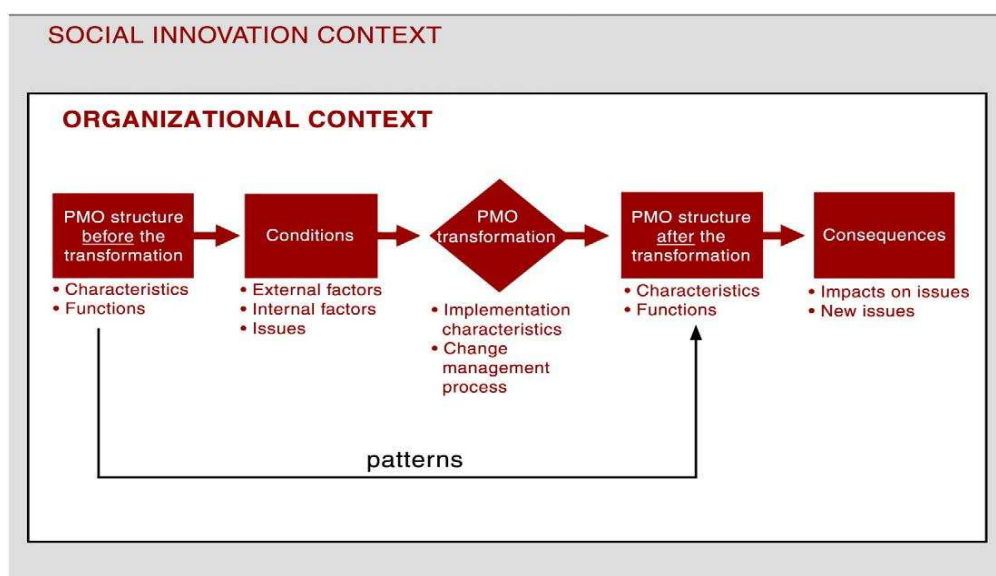 SOCIAL INNOVATION CONTEXT
ORGANIZATIONAL CONTEXT
PMO structure
before the
transformation
• Characteristics
• Functions
Conditions
• External factors
• Internal factors
• Issues
PMO
transformation
• Implementation
characteristics
• Change
management
process
PMO structure
after the
transformation
• Characteristics
• Functions
Consequences
• Impacts on issues
• New issues
patterns